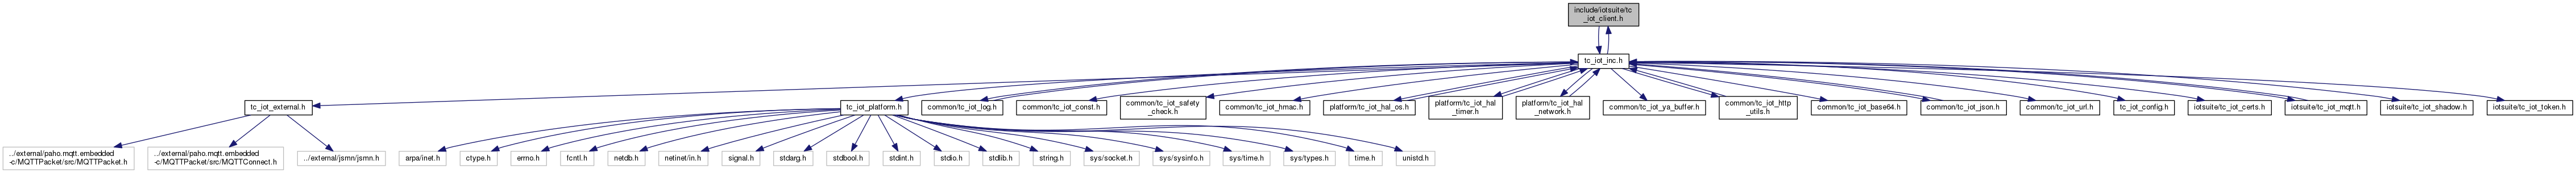 include/iotsuite/tc
_iot_client.h
tc_iot_inc.h
tc_iot_external.h
tc_iot_platform.h
common/tc_iot_log.h
common/tc_iot_const.h
common/tc_iot_safety
_check.h
common/tc_iot_hmac.h
platform/tc_iot_hal_os.h
platform/tc_iot_hal
_timer.h
platform/tc_iot_hal
_network.h
common/tc_iot_ya_buffer.h
common/tc_iot_http
_utils.h
common/tc_iot_base64.h
common/tc_iot_json.h
common/tc_iot_url.h
tc_iot_config.h
iotsuite/tc_iot_certs.h
iotsuite/tc_iot_mqtt.h
iotsuite/tc_iot_shadow.h
iotsuite/tc_iot_token.h
../external/paho.mqtt.embedded
-c/MQTTPacket/src/MQTTPacket.h
../external/paho.mqtt.embedded
-c/MQTTPacket/src/MQTTConnect.h
../external/jsmn/jsmn.h
arpa/inet.h
ctype.h
errno.h
fcntl.h
netdb.h
netinet/in.h
signal.h
stdarg.h
stdbool.h
stdint.h
stdio.h
stdlib.h
string.h
sys/socket.h
sys/sysinfo.h
sys/time.h
sys/types.h
time.h
unistd.h